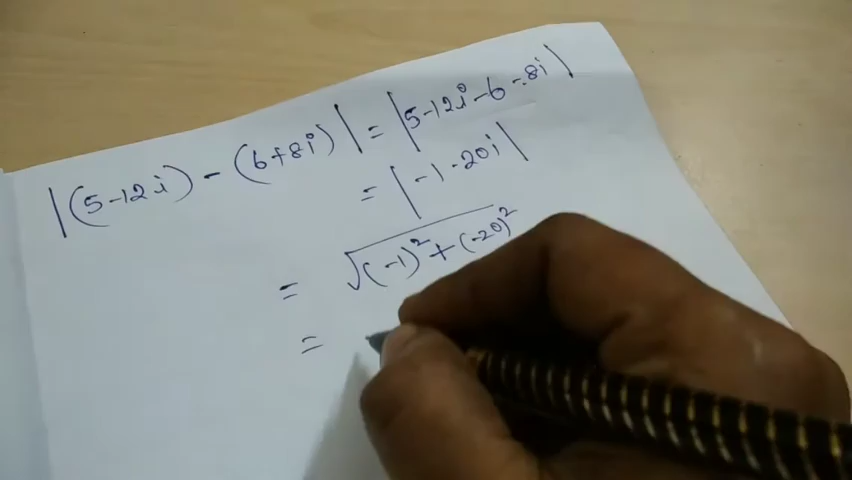 |(5-12i) - (6+8i)| = |5-12i-6-8i|
= |-1-20i|
= √(-1)²+(-20)²
=